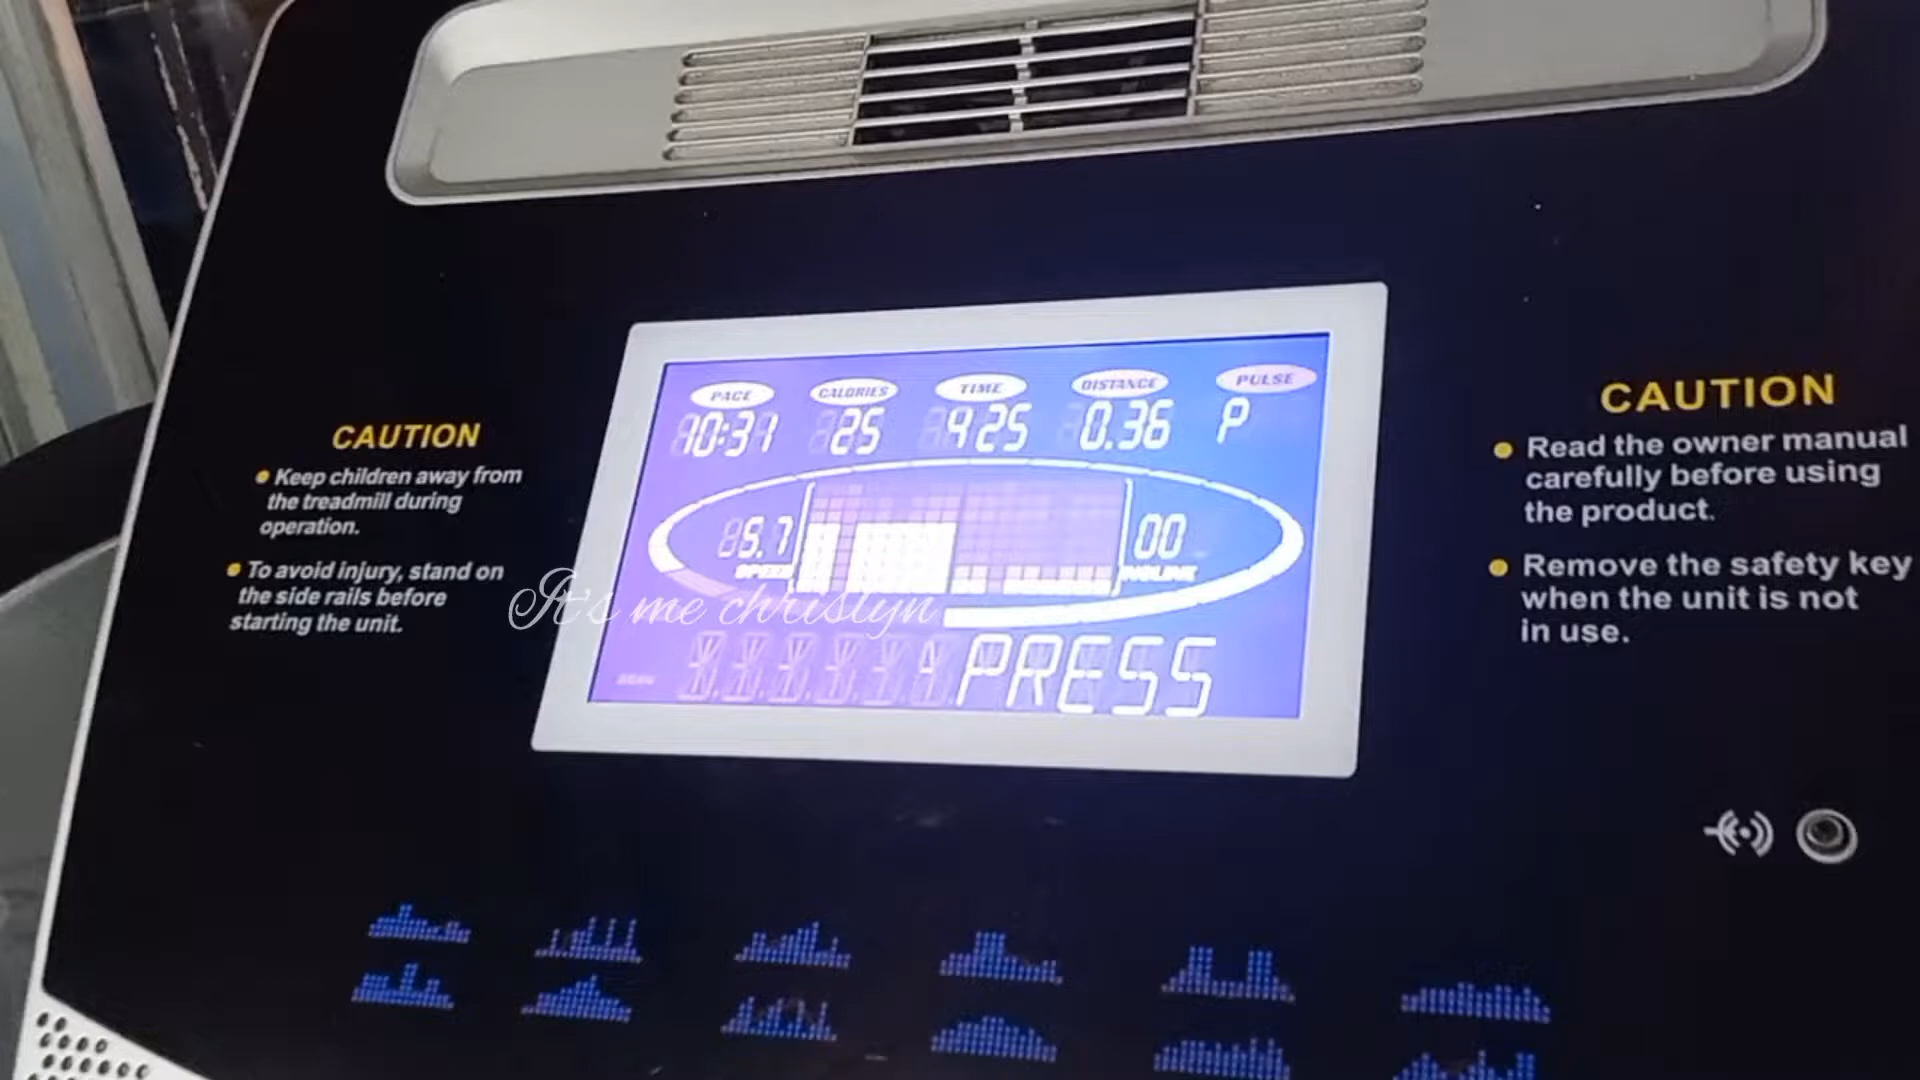 PACE CALORIES TIME DISTANCE PULSE
10:31 25 4 25 0.36 P
5.7 00
SPEED INCLINE
It's me chrislyn
PRESS
CAUTION
Keep children away from
the treadmill during
operation.
To avoid injury, stand on
the side rails before
starting the unit.
CAUTION
Read the owner manual
carefully before using
the product.
Remove the safety key
when the unit is not
in use.